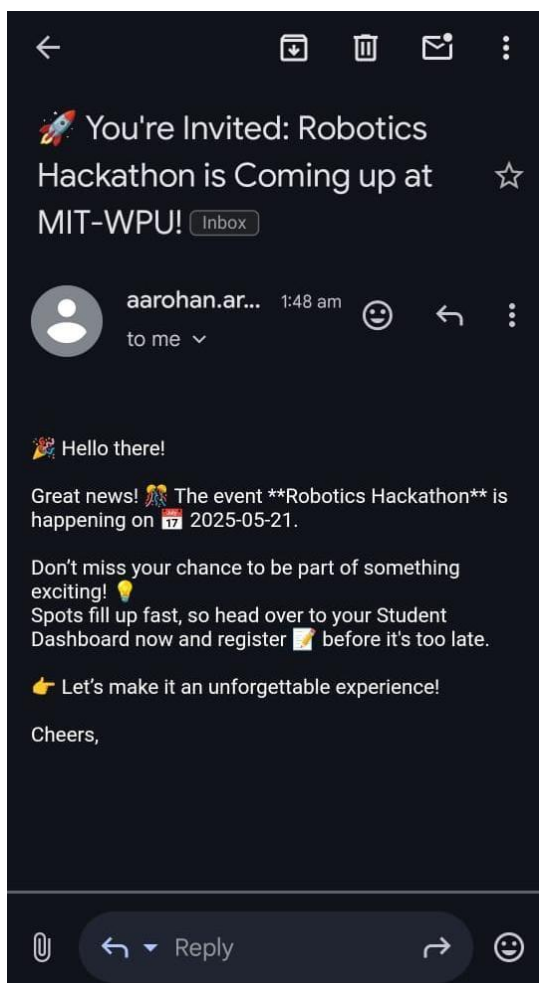 🚀 You're Invited: Robotics
Hackathon is Coming up at
MIT-WPU! Inbox
aarohan.ar... 1:48 am
to me
🎉 Hello there!
Great news! 🎊 The event **Robotics Hackathon** is
happening on 📅 2025-05-21.
Don't miss your chance to be part of something
exciting! 💡
Spots fill up fast, so head over to your Student
Dashboard now and register 📝 before it's too late.
👉 Let's make it an unforgettable experience!
Cheers,
Reply